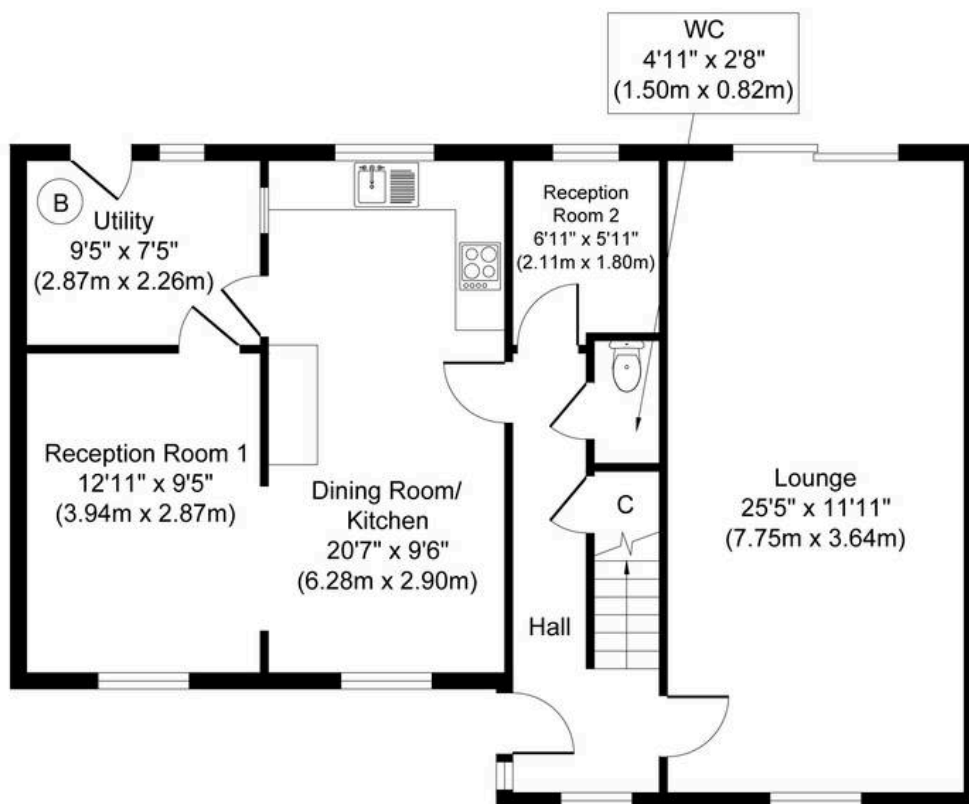 WC
4'11" x 2'8"
(1.50m x 0.82m)
B
Utility
9'5" x 7'5"
(2.87m x 2.26m)
Reception
Room 2
6'11" x 5'11"
(2.11m x 1.80m)
Reception Room 1
12'11" x 9'5"
(3.94m x 2.87m)
Dining Room/
Kitchen
20'7" x 9'6"
(6.28m x 2.90m)
C
Hall
Lounge
25'5" x 11'11"
(7.75m x 3.64m)